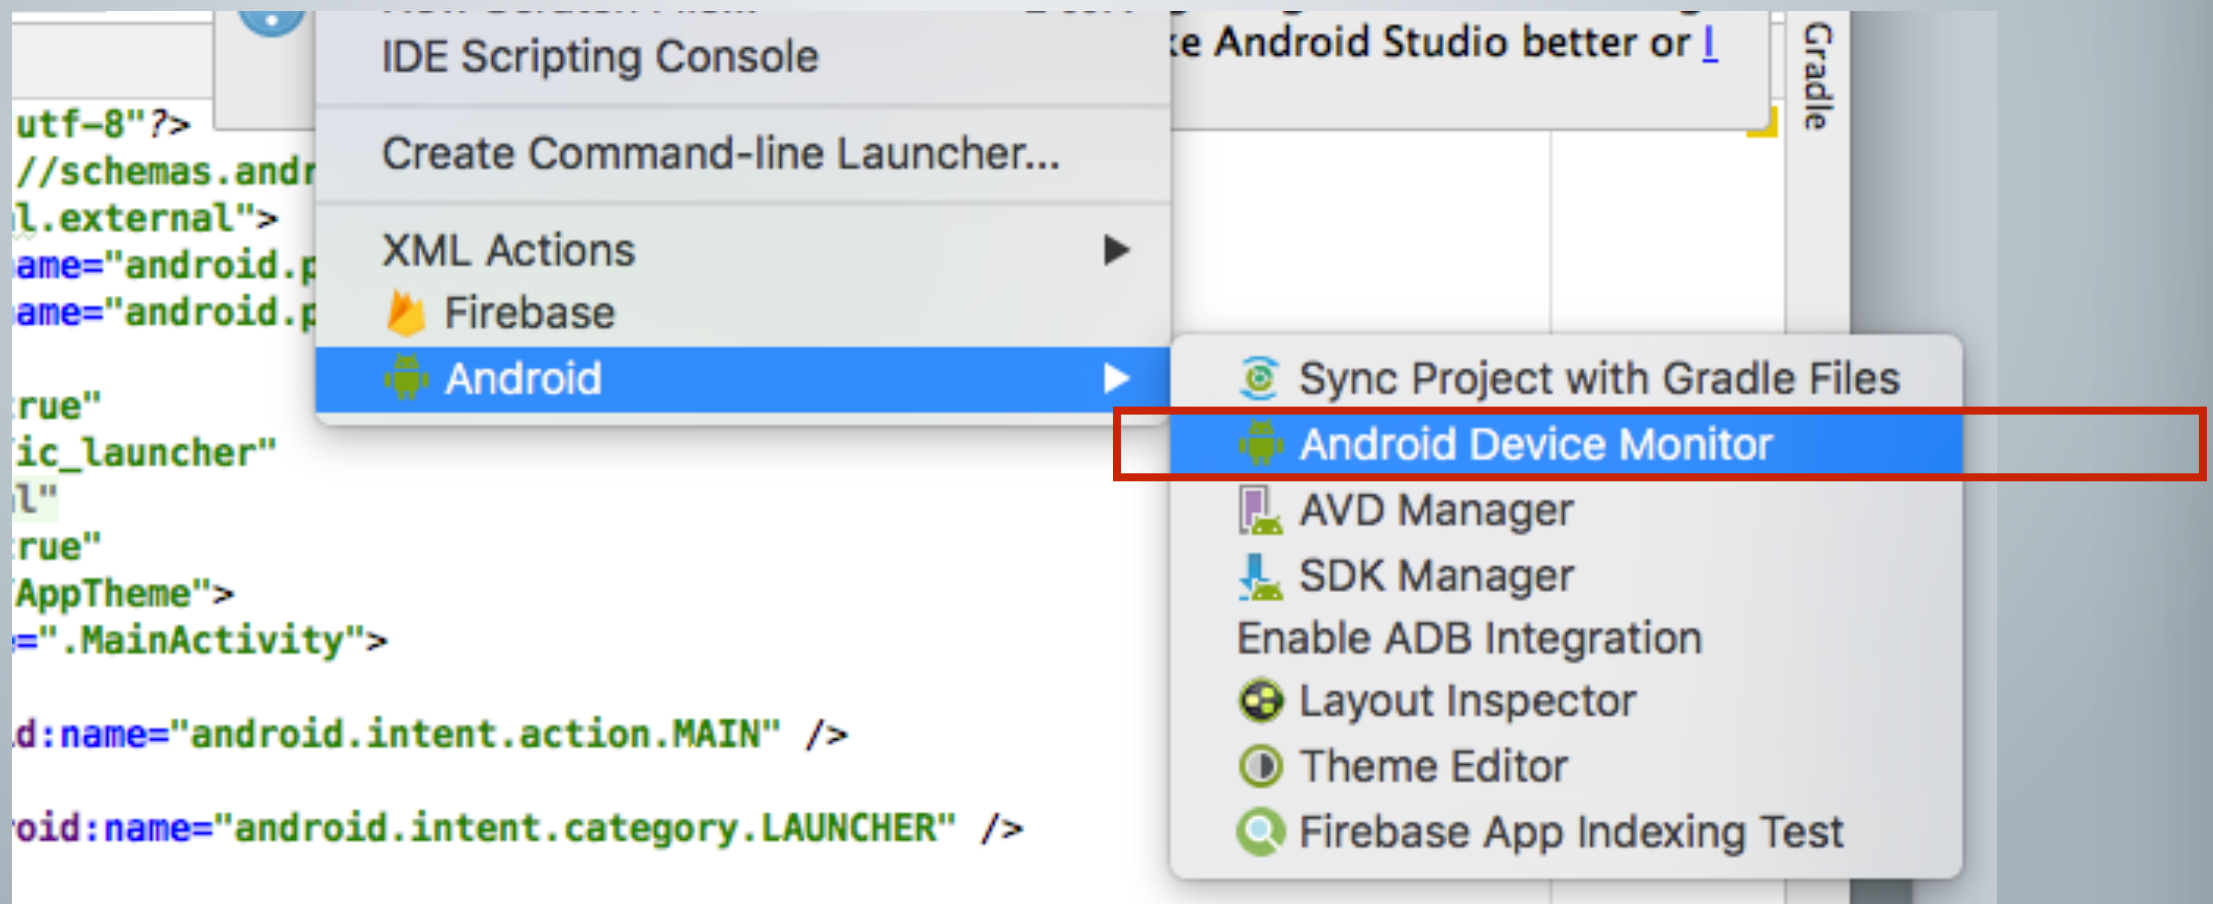 IDE Scripting Console
ke Android Studio better or I
Gradle
utf-8"?>
Create Command-line Launcher...
//schemas.andr
l.external">
XML Actions
ame="android.p
Firebase
ame="android.p
Android
Sync Project with Gradle Files
rue"
Android Device Monitor
ic_launcher"
l"
AVD Manager
rue"
SDK Manager
AppTheme">
=".MainActivity">
Enable ADB Integration
Layout Inspector
d:name="android.intent.action.MAIN" />
Theme Editor
oid:name="android.intent.category.LAUNCHER" />
Firebase App Indexing Test